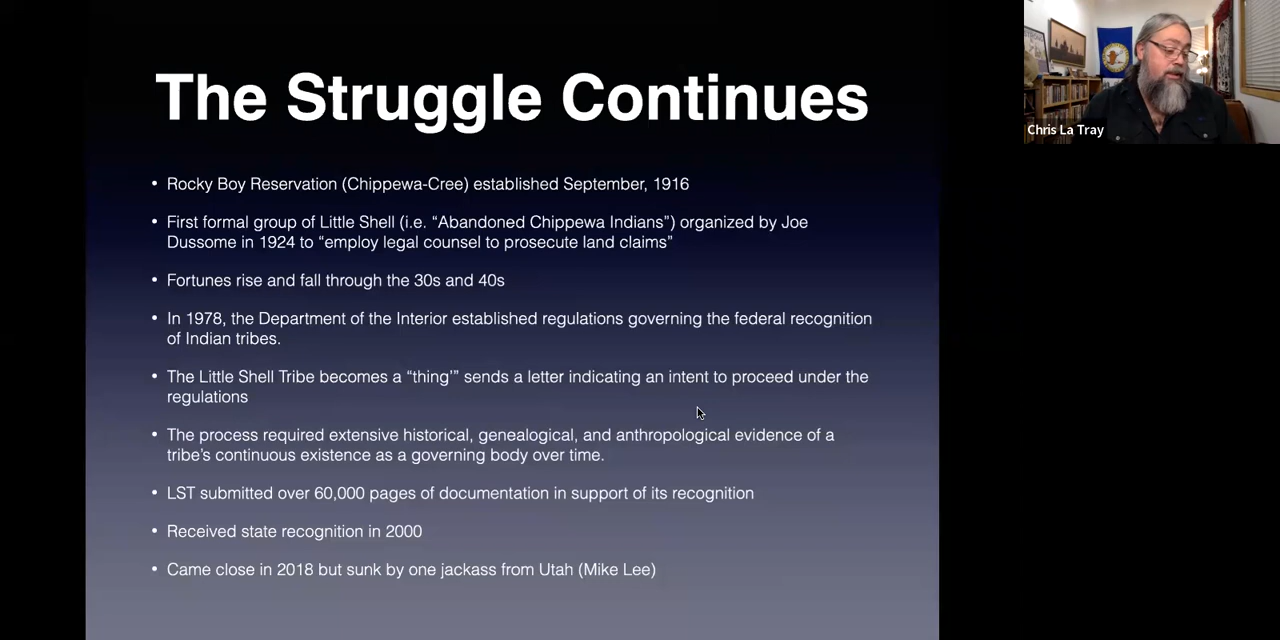 The Struggle Continues
• Rocky Boy Reservation (Chippewa-Cree) established September, 1916
• First formal group of Little Shell (i.e. “Abandoned Chippewa Indians”) organized by Joe
Dussome in 1924 to “employ legal counsel to prosecute land claims”
• Fortunes rise and fall through the 30s and 40s
• In 1978, the Department of the Interior established regulations governing the federal recognition
of Indian tribes.
• The Little Shell Tribe becomes a “thing’” sends a letter indicating an intent to proceed under the
regulations
• The process required extensive historical, genealogical, and anthropological evidence of a
tribe’s continuous existence as a governing body over time.
• LST submitted over 60,000 pages of documentation in support of its recognition
• Received state recognition in 2000
• Came close in 2018 but sunk by one jackass from Utah (Mike Lee)
Chris La Tray